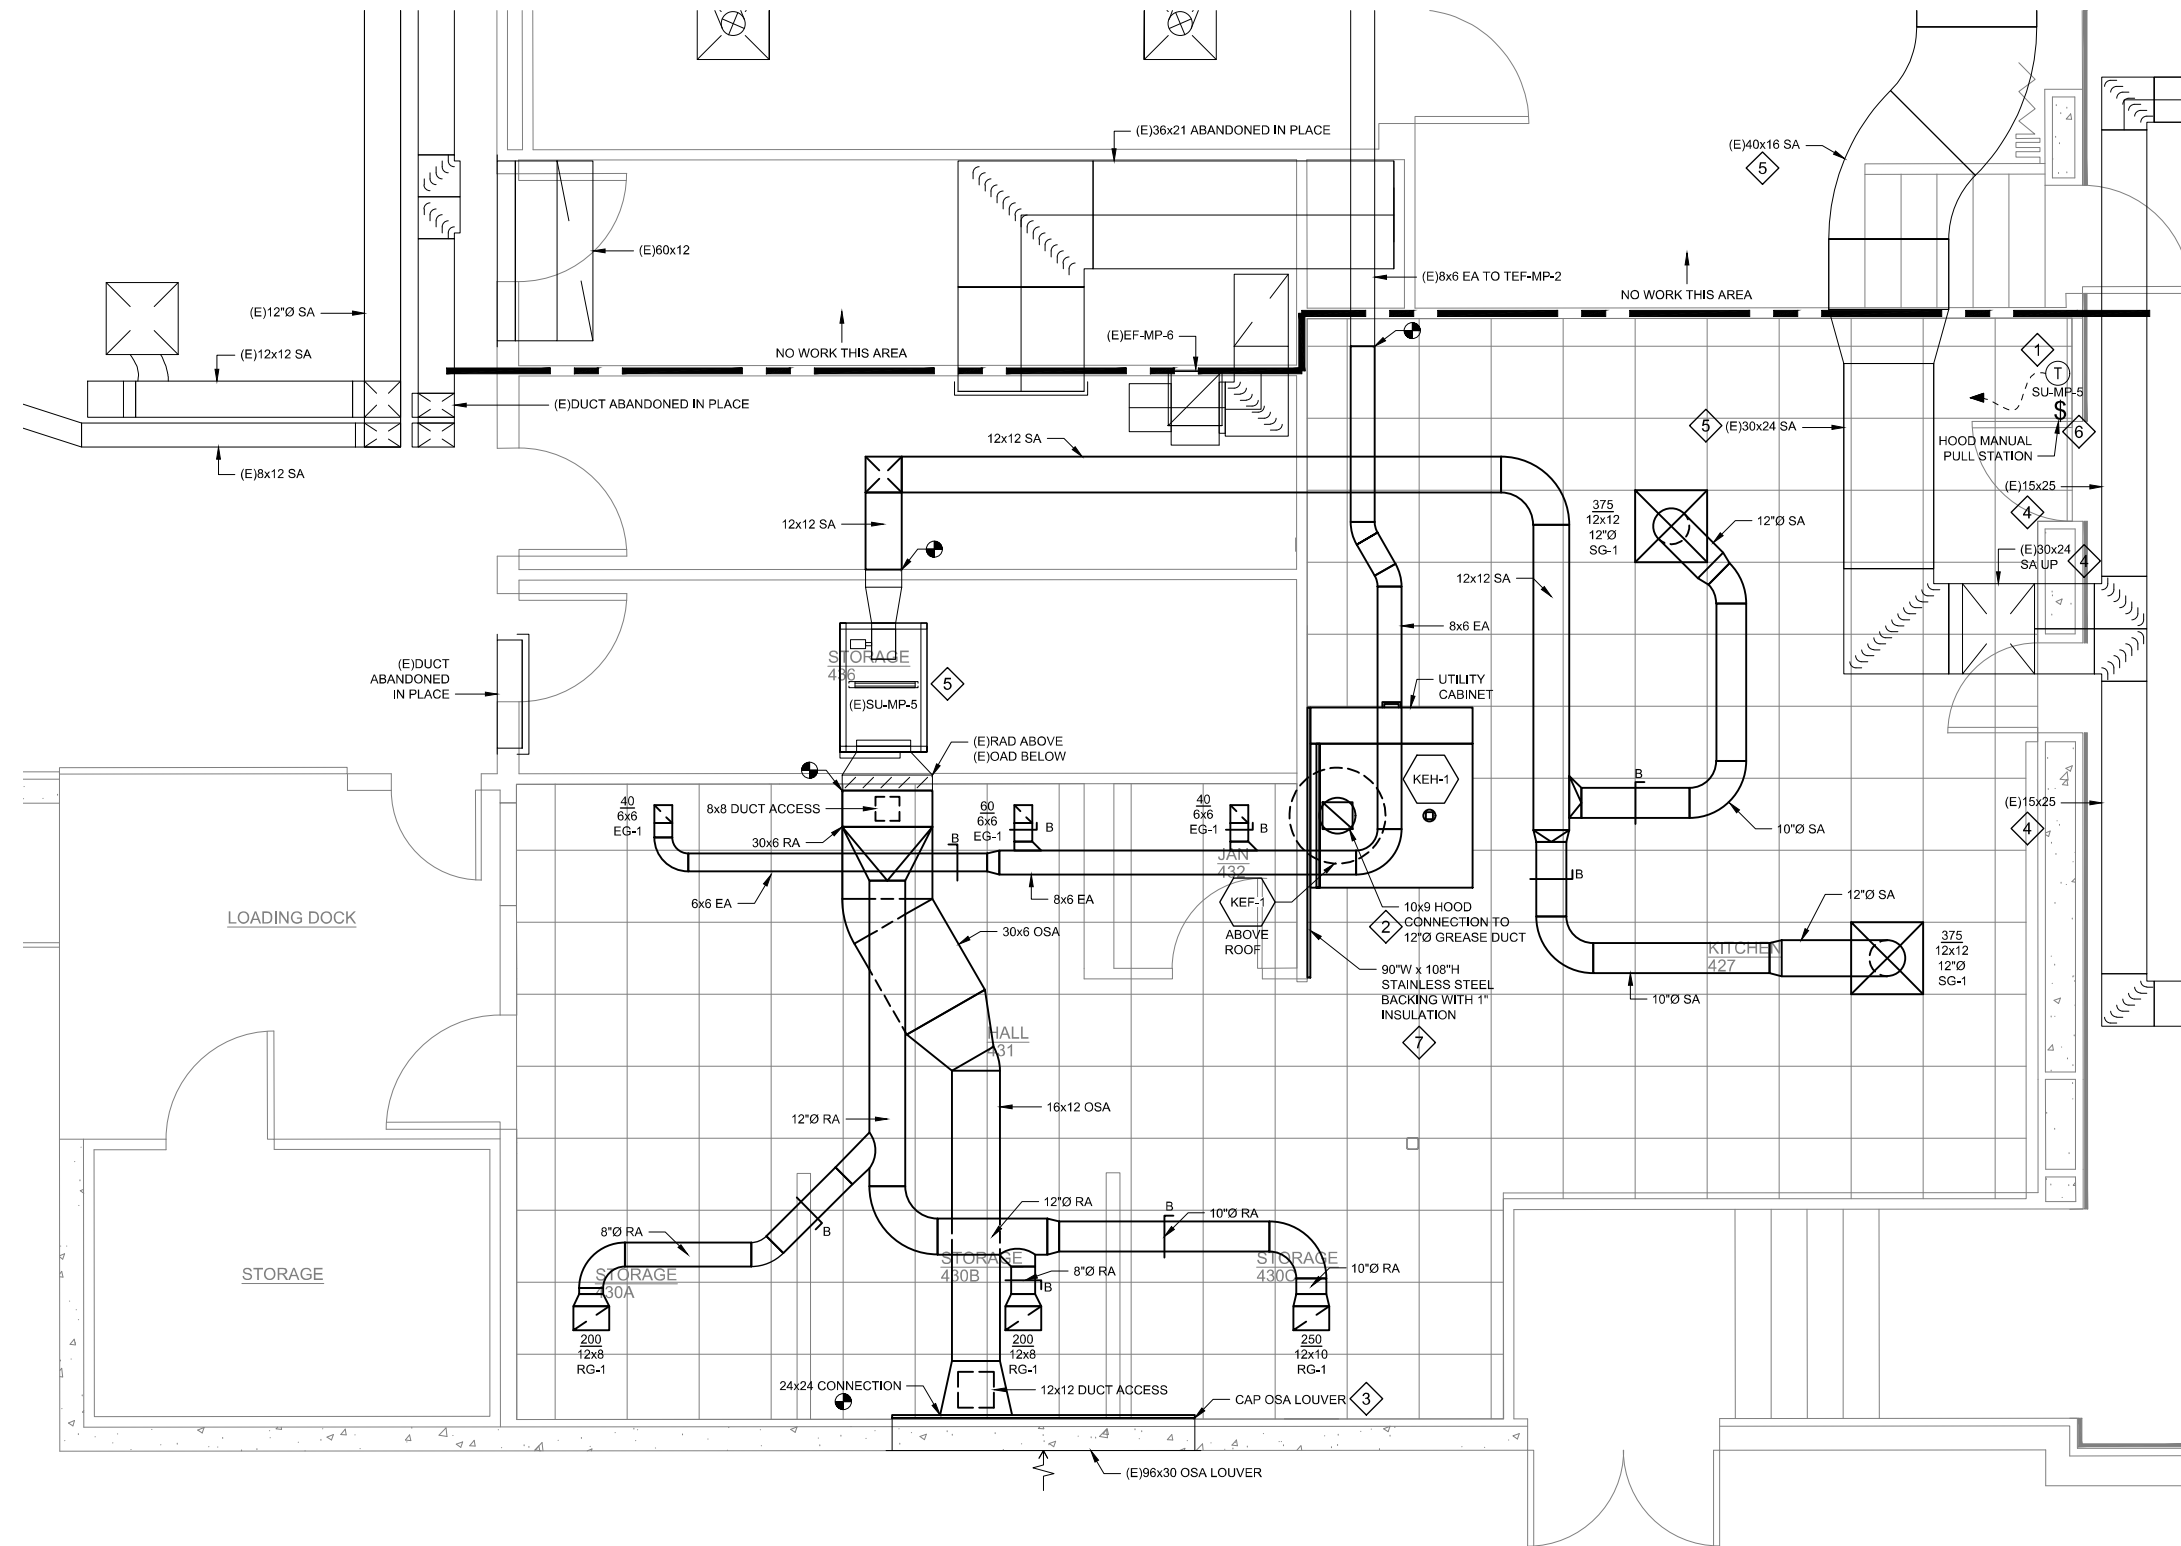 (E)36x21 ABANDONED IN PLACE
(E)40x16 SA
5
(E)60x12
(E)8x6 EA TO TEF-MP-2
NO WORK THIS AREA
(E)12"Ø SA
(E)12x12 SA
NO WORK THIS AREA
(E)EF-MP-6
1
T
SU-MP-5
$
(E)DUCT ABANDONED IN PLACE
5
(E)30x24 SA
6
HOOD MANUAL
PULL STATION
(E)8x12 SA
12x12 SA
(E)15x25
4
12x12 SA
375
12x12
12"Ø
SG-1
12"Ø SA
(E)30x24
SA UP
4
12x12 SA
8x6 EA
STORAGE
436
(E)DUCT
ABANDONED
IN PLACE
5
(E)SU-MP-5
UTILITY
CABINET
(E)RAD ABOVE
(E)OAD BELOW
KEH-1
B
40
6x6
EG-1
8x8 DUCT ACCESS
60
6x6
EG-1
B
40
6x6
EG-1
B
(E)15x25
4
10"Ø SA
30x6 RA
B
JAN
432
B
6x6 EA
8x6 EA
KEF-1
ABOVE
ROOF
10x9 HOOD
CONNECTION TO
12"Ø GREASE DUCT
2
12"Ø SA
LOADING DOCK
30x6 OSA
375
12x12
12"Ø
SG-1
KITCHEN
427
90"W x 108"H
STAINLESS STEEL
BACKING WITH 1"
INSULATION
7
10"Ø SA
HALL
431
12"Ø RA
16x12 OSA
12"Ø RA
B
10"Ø RA
8"Ø RA
B
STORAGE
STORAGE
430A
STORAGE
430B
STORAGE
430C
8"Ø RA
B
10"Ø RA
200
12x8
RG-1
200
12x8
RG-1
250
12x10
RG-1
24x24 CONNECTION
12x12 DUCT ACCESS
CAP OSA LOUVER
3
(E)96x30 OSA LOUVER